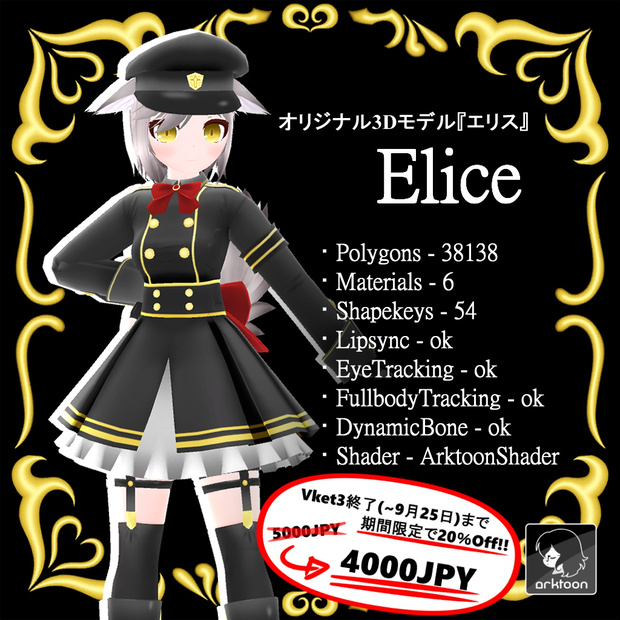 オリジナル3Dモデル『エリス』
Elice
・Polygons - 38138
・Materials - 6
・Shapekeys - 54
・Lipsync - ok
・EyeTracking - ok
・FullbodyTracking - ok
・DynamicBone - ok
・Shader - ArktoonShader
Vket3終了(~9月25日)まで
期間限定で20%Off!!
5000JPY
4000JPY
arktoon